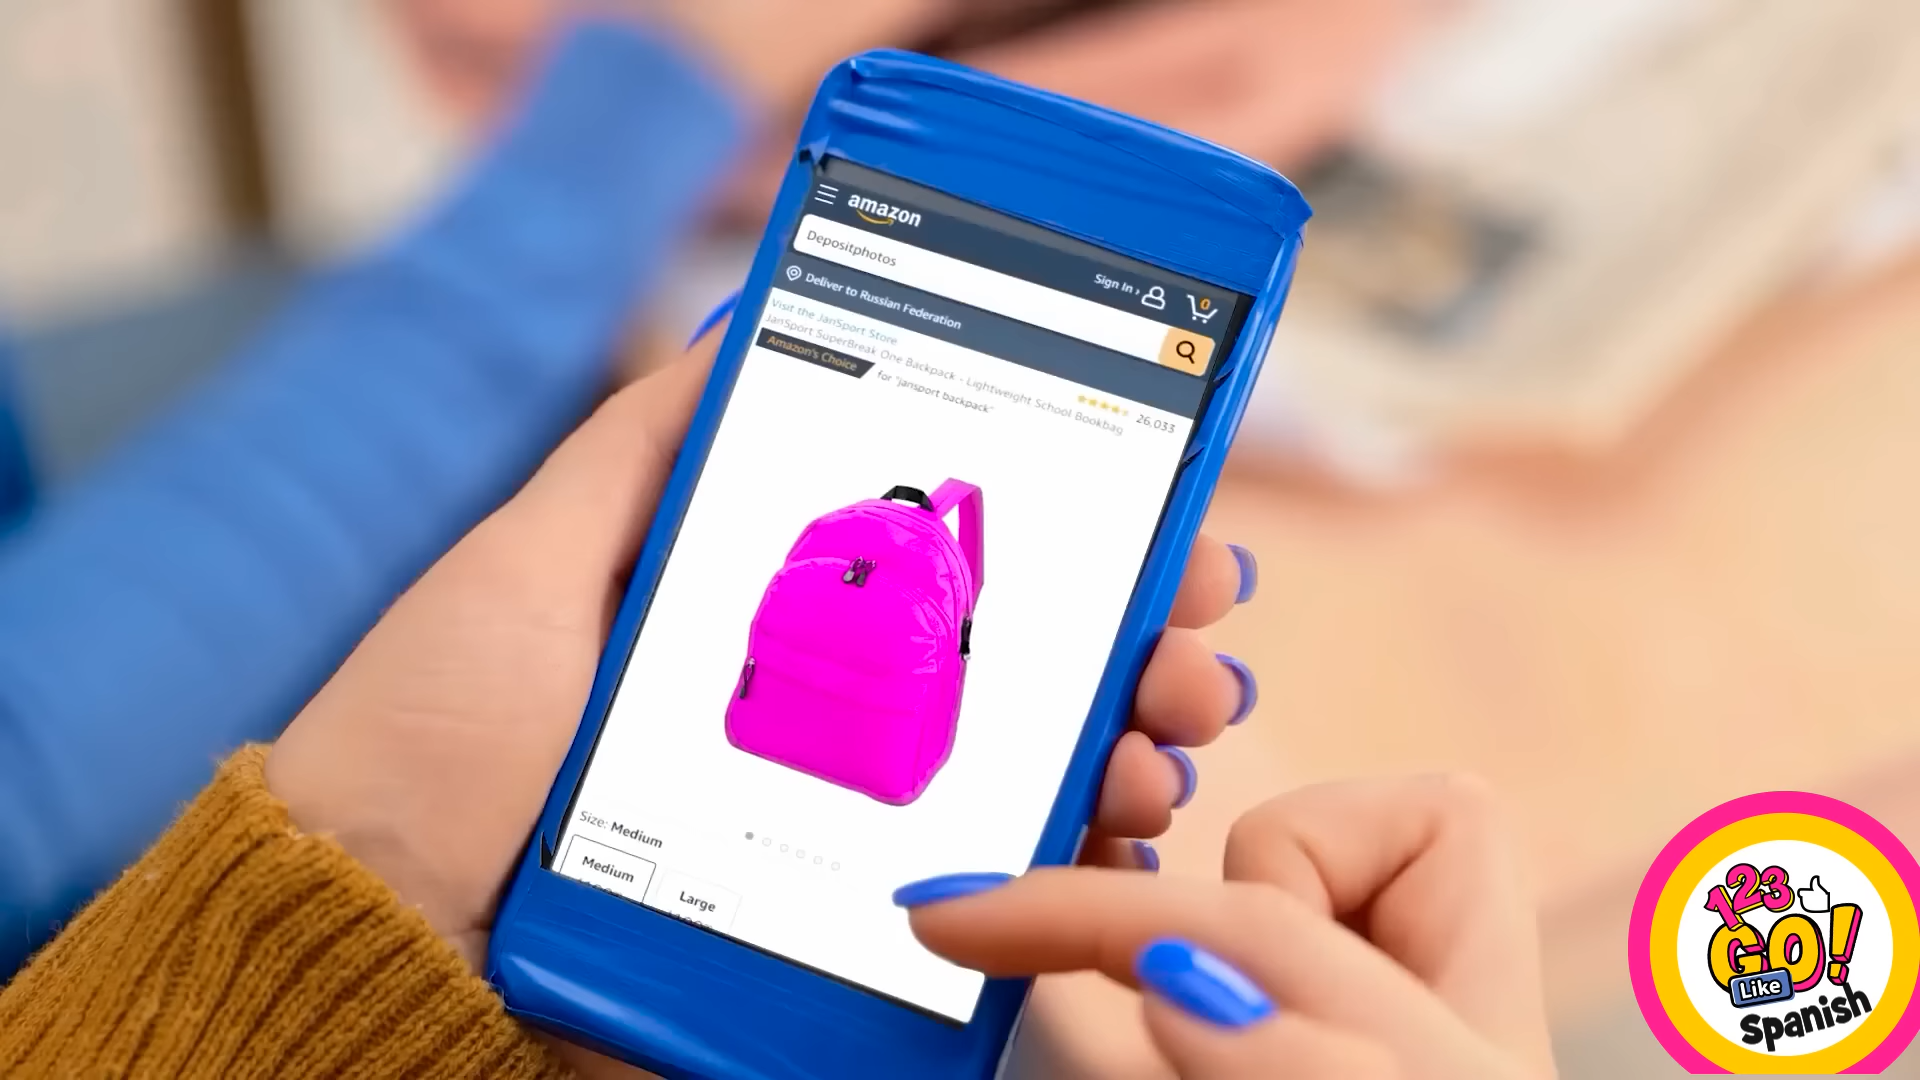 amazon
Sign In ›
0
Depositphotos
Deliver to Russian Federation
Visit the JanSport Store
JanSport SuperBreak One Backpack - Lightweight School Bookbag
26,033
Amazon's Choice
for "jansport backpack"
Size: Medium
Medium
Large
123
GO!
Like
Spanish